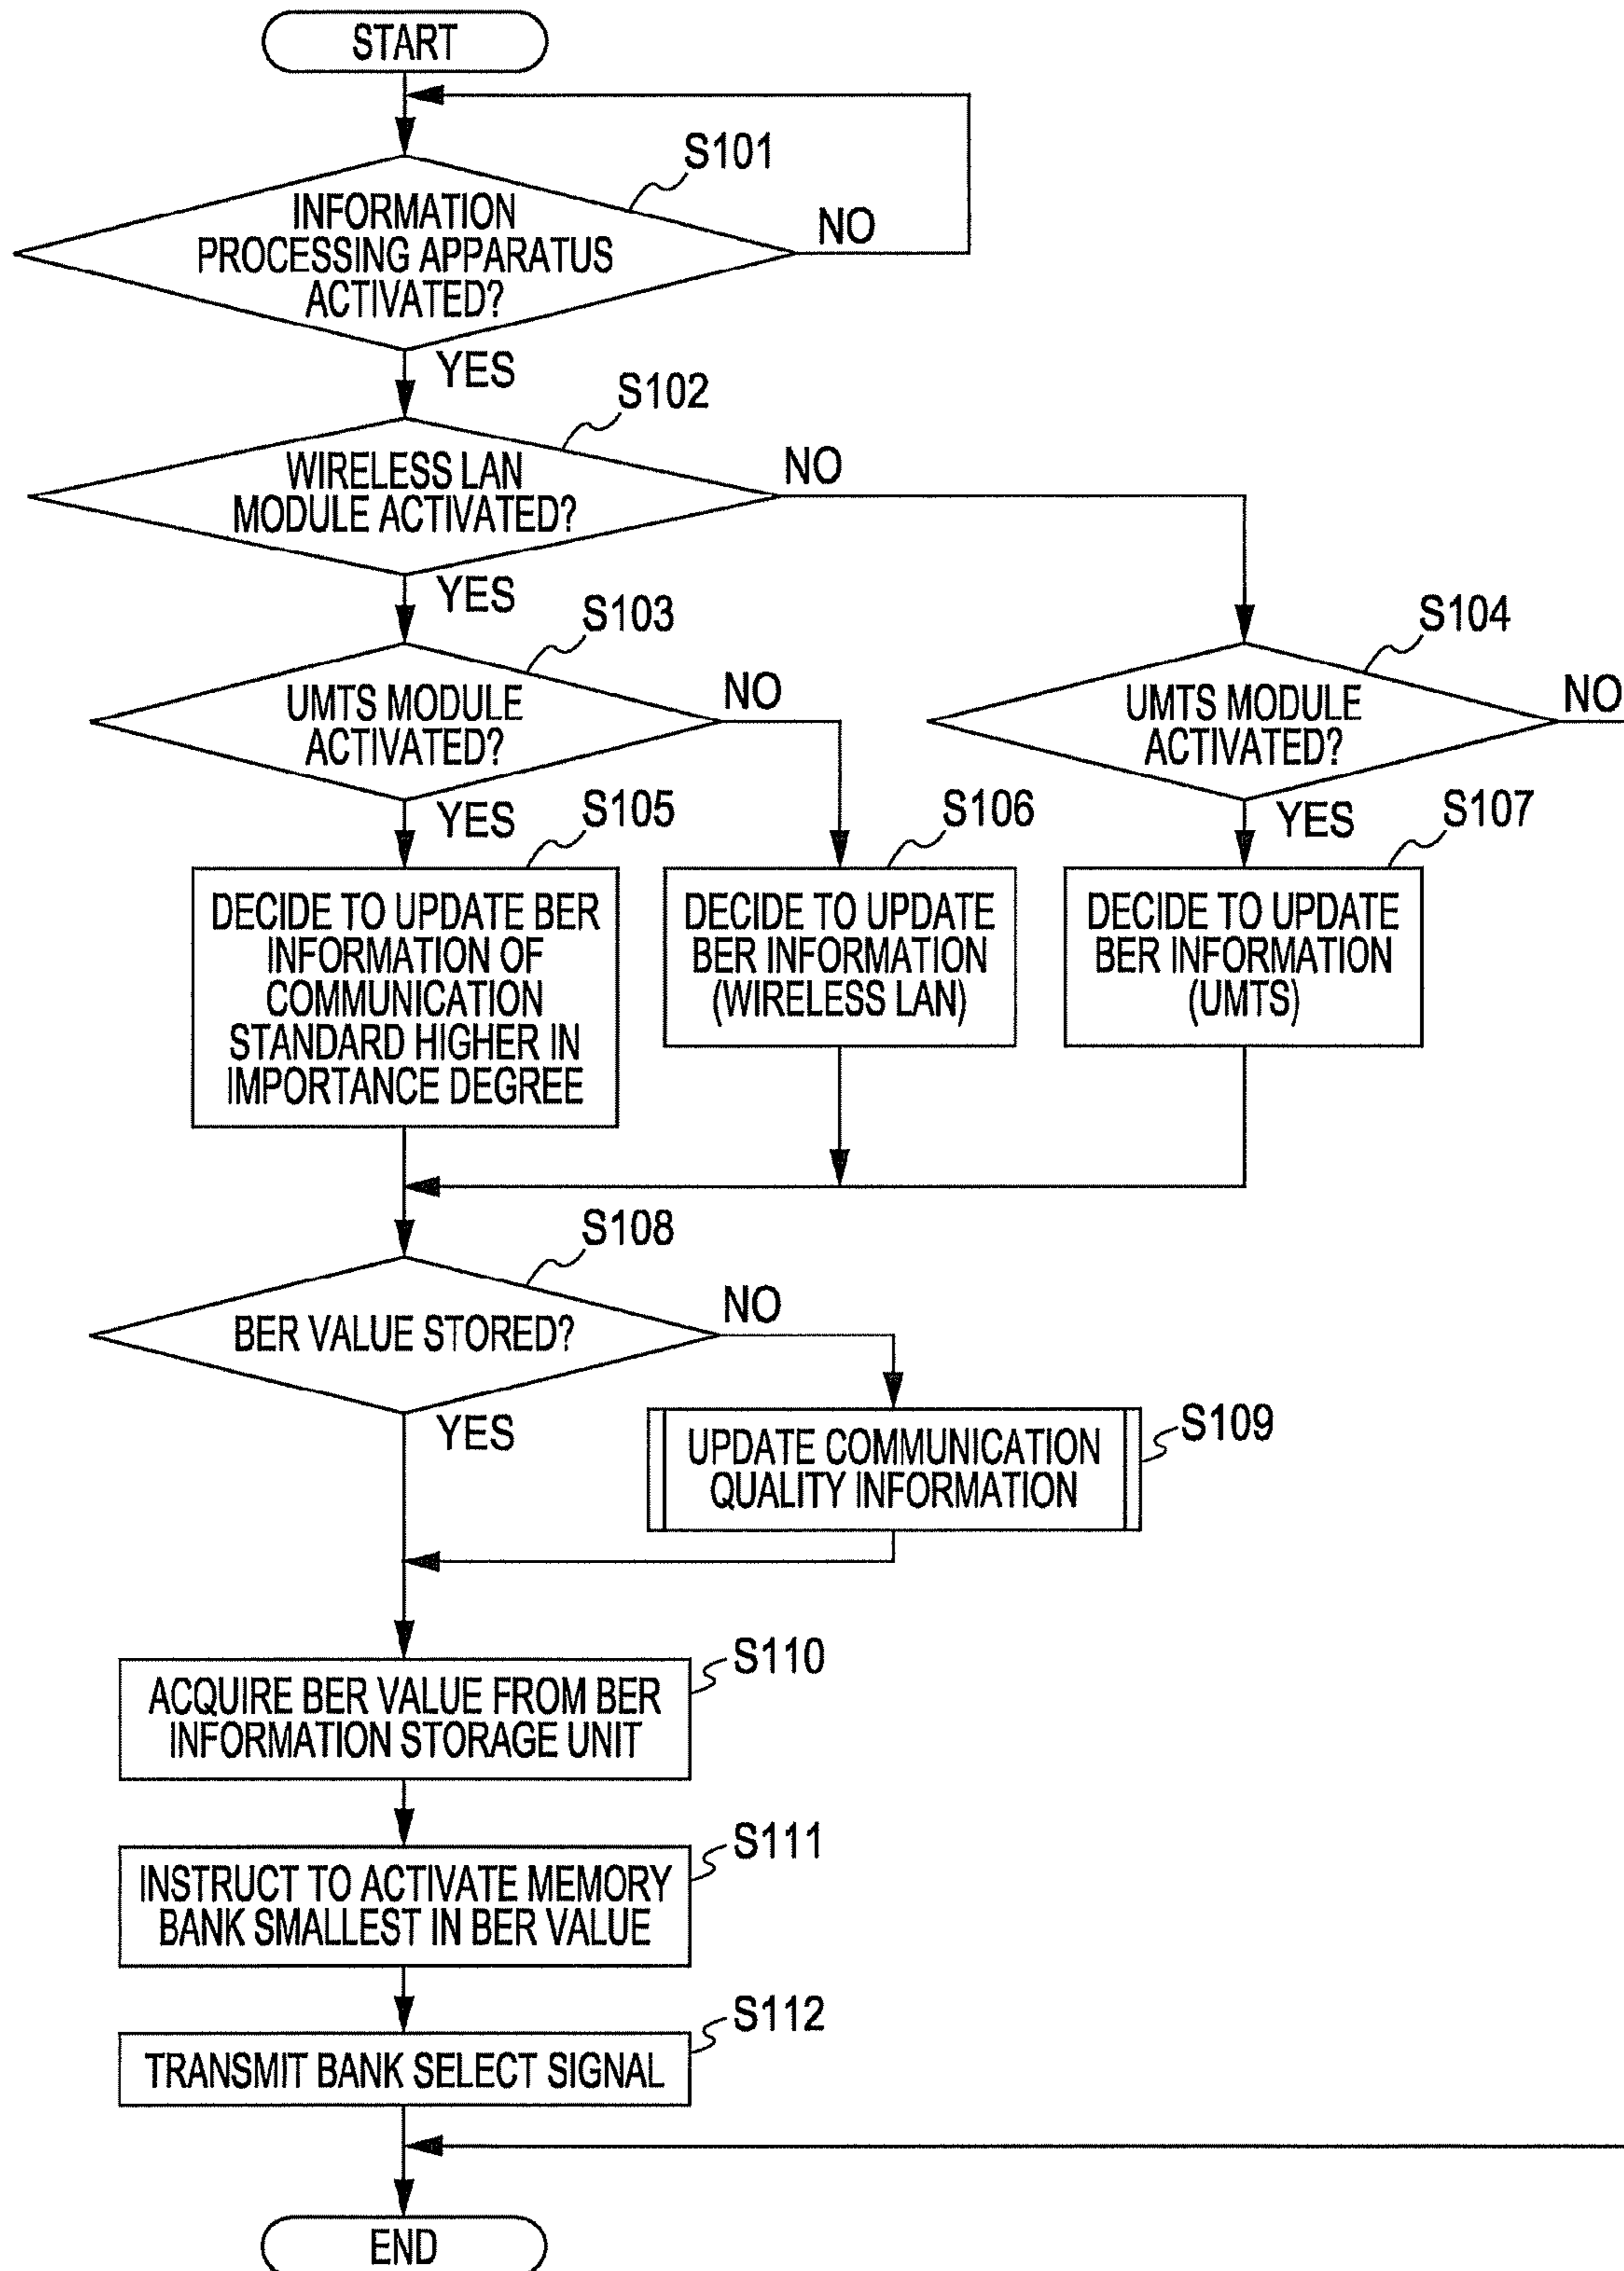 START
S101
INFORMATION
PROCESSING APPARATUS
ACTIVATED?
NO
YES
S102
WIRELESS LAN
MODULE ACTIVATED?
NO
YES
S103
UMTS MODULE
ACTIVATED?
NO
S104
UMTS MODULE
ACTIVATED?
NO
YES
S105
S106
YES
S107
DECIDE TO UPDATE BER
INFORMATION OF
COMMUNICATION
STANDARD HIGHER IN
IMPORTANCE DEGREE
DECIDE TO UPDATE
BER INFORMATION
(WIRELESS LAN)
DECIDE TO UPDATE
BER INFORMATION
(UMTS)
S108
BER VALUE STORED?
NO
YES
UPDATE COMMUNICATION
QUALITY INFORMATION
S109
S110
ACQUIRE BER VALUE FROM BER
INFORMATION STORAGE UNIT
S111
INSTRUCT TO ACTIVATE MEMORY
BANK SMALLEST IN BER VALUE
S112
TRANSMIT BANK SELECT SIGNAL
END